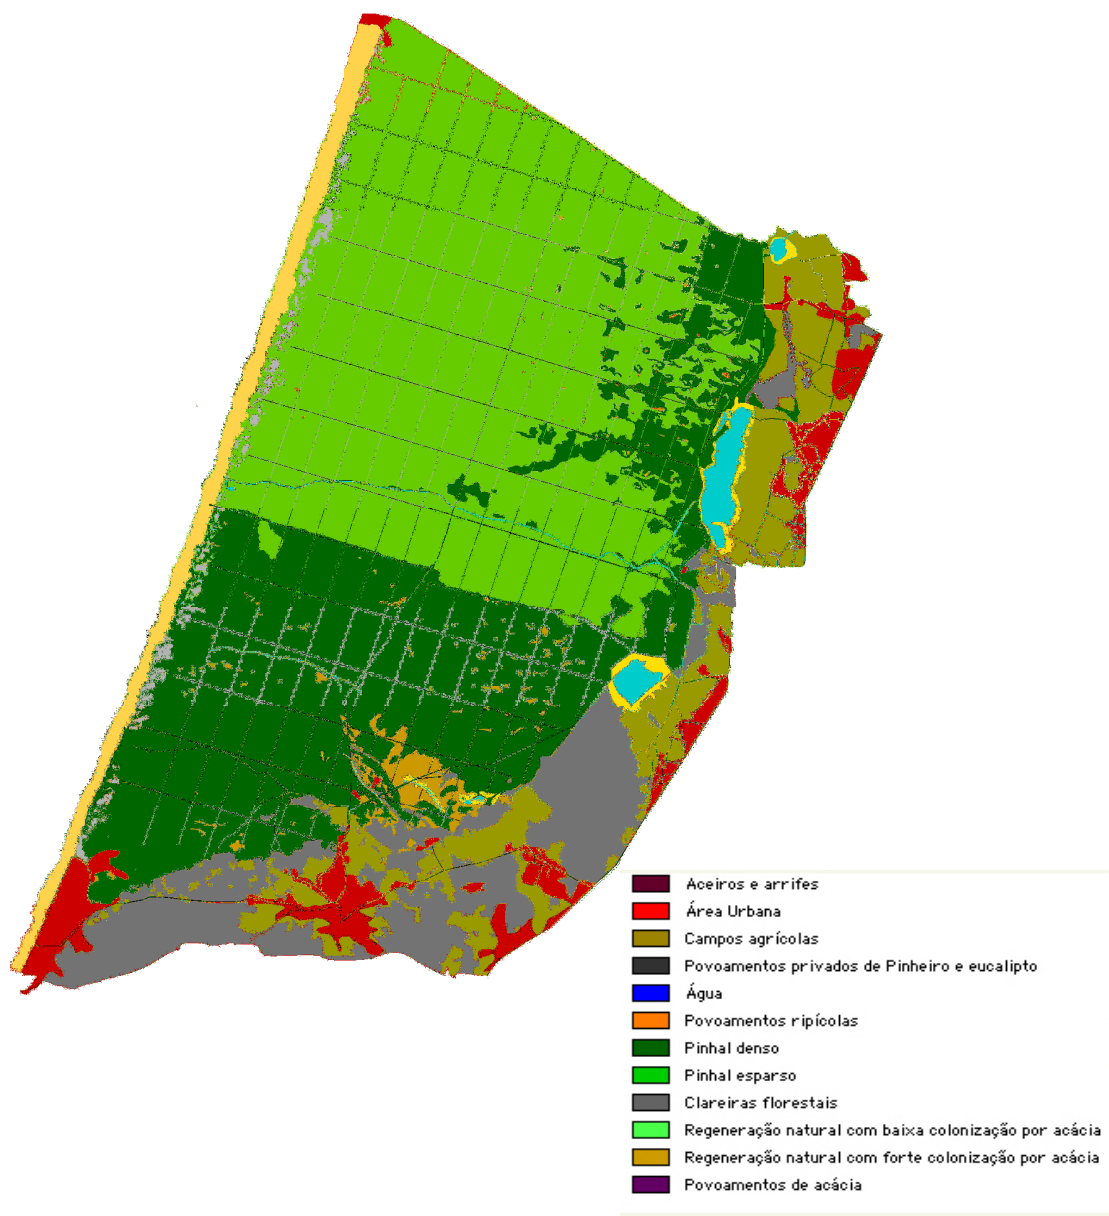 Aceiros e arrifes
Área Urbana
Campos agrícolas
Povoamentos privados de Pinheiro e eucalipto
Água
Povoamentos ripícolas
Pinhal denso
Pinhal esparso
Clareiras florestais
Regeneração natural com baixa colonização por acácia
Regeneração natural com forte colonização por acácia
Povoamentos de acácia